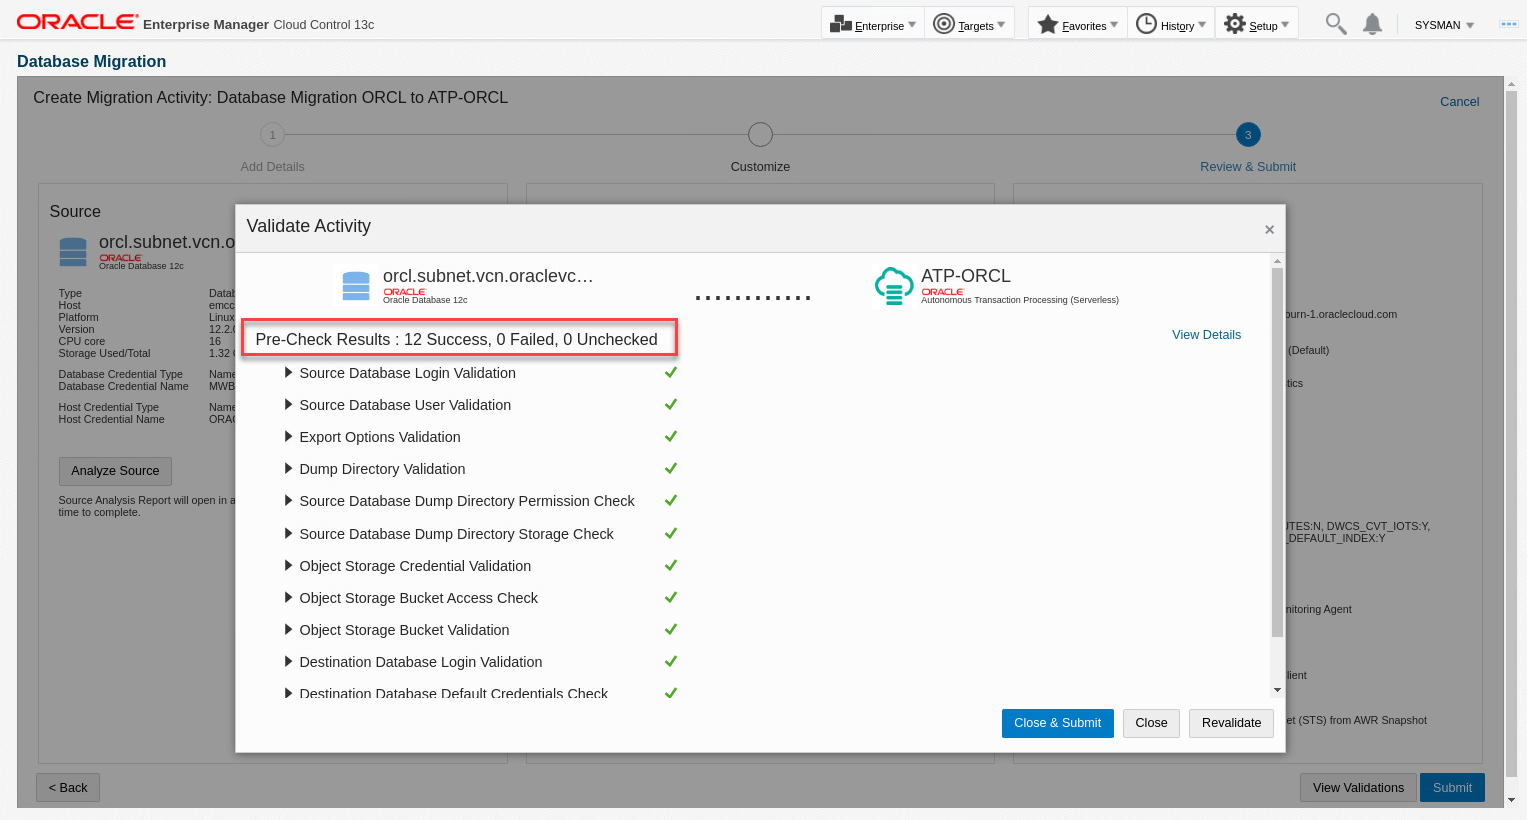 ORACLE Enterprise Manager Cloud Control 13c
Enterprise
Targets
Favorites
History
Setup
SYSMAN
Database Migration
Create Migration Activity: Database Migration ORCL to ATP-ORCL
Cancel
1
3
Add Details
Customize
Review & Submit
Source
orcl.subnet.vcn.o
ORACLE
Oracle Database 12c
Type
Host
Platform Linux
Version 12.2.
CPU core 16
Storage Used/Total 1.32
Database Credential Type
Database Credential Name
Host Credential Type
Host Credential Name
Analyze Source
Source Analysis Report will open in a
time to complete.
Validate Activity
×
orcl.subnet.vcn.oraclevc…
ORACLE
Oracle Database 12c
ATP-ORCL
ORACLE
Autonomous Transaction Processing (Serverless)
Pre-Check Results : 12 Success, 0 Failed, 0 Unchecked
View Details
Source Database Login Validation
Source Database User Validation
Export Options Validation
Dump Directory Validation
Source Database Dump Directory Permission Check
Source Database Dump Directory Storage Check
Object Storage Credential Validation
Object Storage Bucket Access Check
Object Storage Bucket Validation
Destination Database Login Validation
Destination Database Default Credentials Check
Close & Submit
Close
Revalidate
burn-1.oraclecloud.com
(Default)
tics
UTES:N, DWCS_CVT_IOTS:Y,
_DEFAULT_INDEX:Y
nitoring Agent
lient
et (STS) from AWR Snapshot
< Back
View Validations
Submit